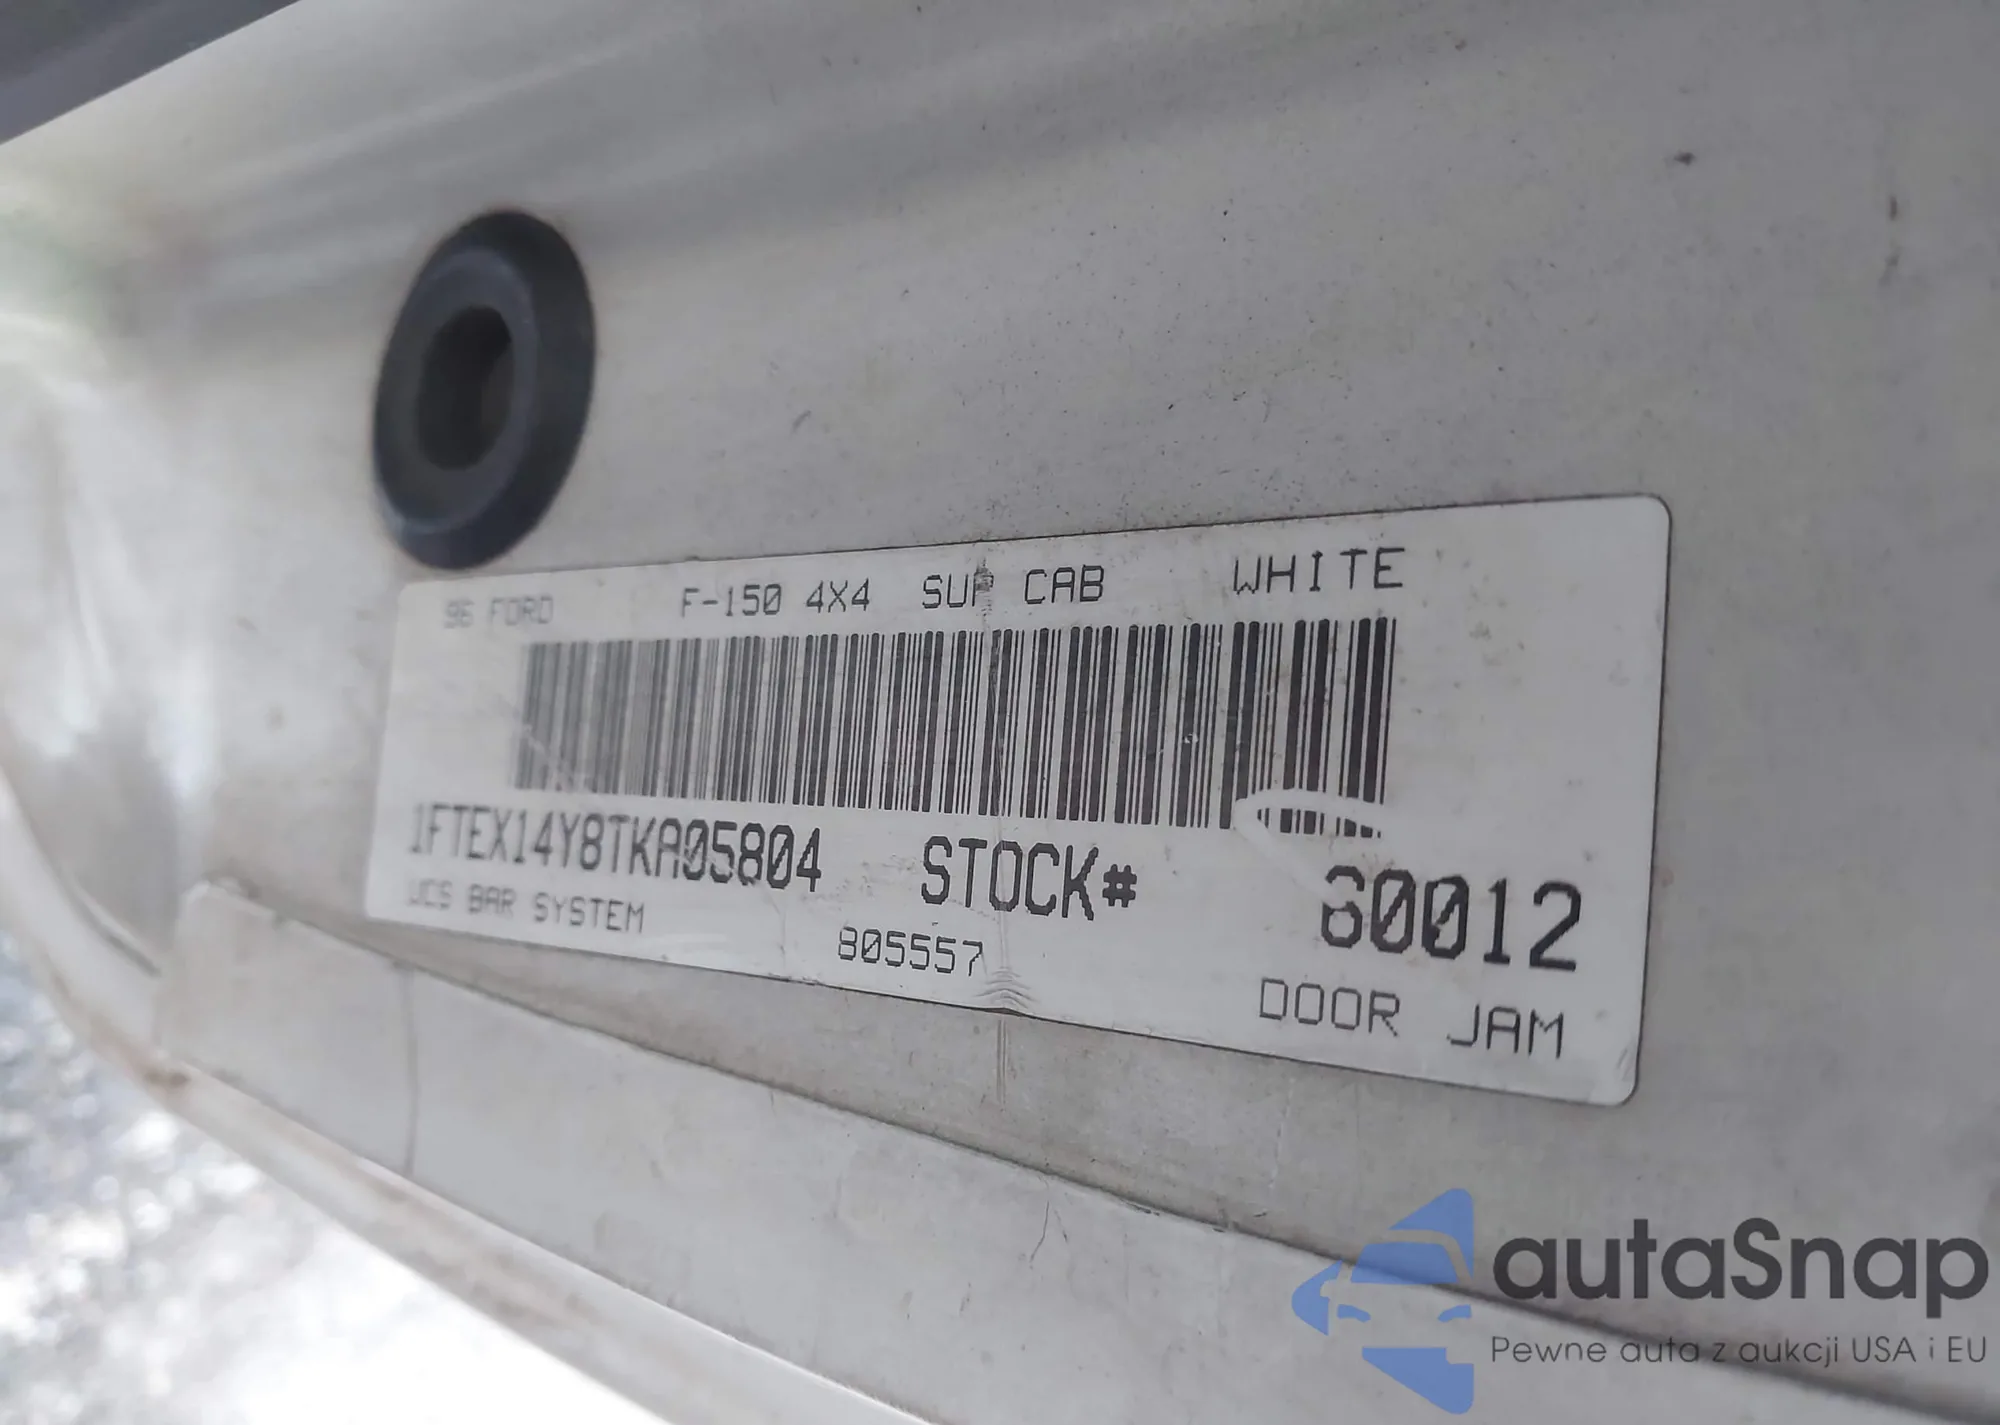 96 FORD F-150 4X4 SUP CAB WHITE
1FTEX14Y8TKA05804 STOCK# 60012
UCS BAR SYSTEM 805557 DOOR JAM
autaSnap
Pewne auta z aukcji USA i EU